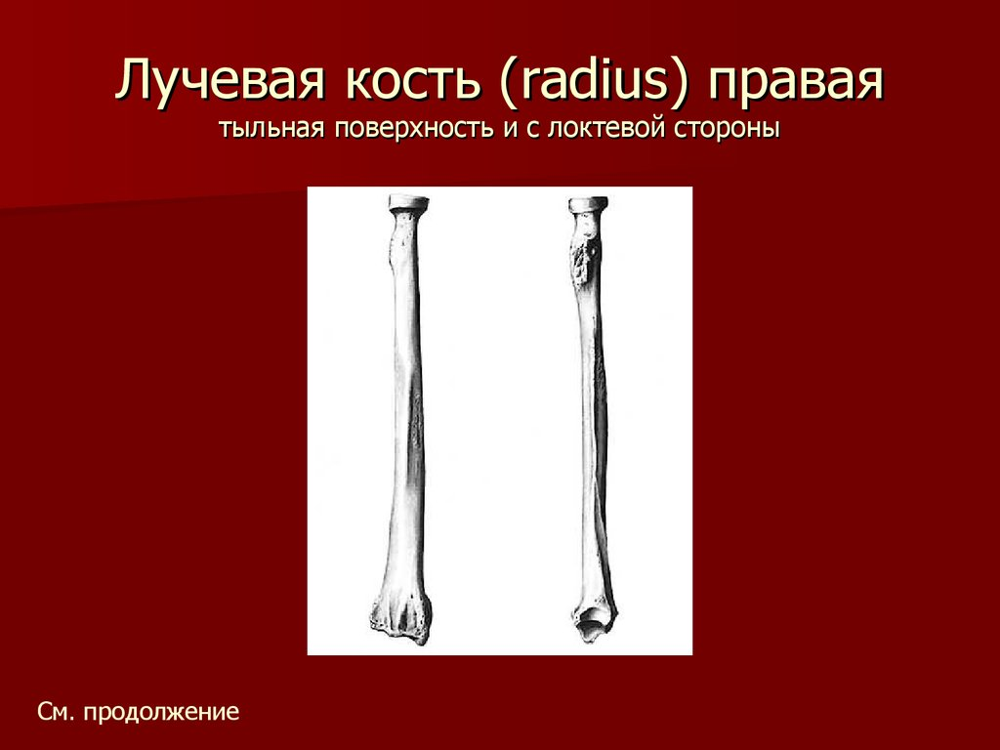 Лучевая кость (radius) правая
тыльная поверхность и с локтевой стороны
См. продолжение